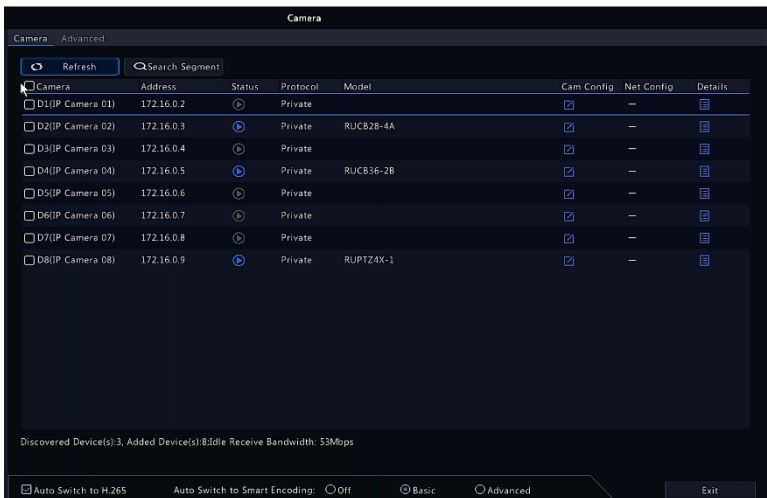 Camera
Camera Advanced
Refresh Search Segment
Camera Address Status Protocol Model Cam Config Net Config Details
D1(IP Camera 01) 172.16.0.2 Private –
D2(IP Camera 02) 172.16.0.3 Private RUCB28-4A –
D3(IP Camera 03) 172.16.0.4 Private –
D4(IP Camera 04) 172.16.0.5 Private RUCB36-2B –
D5(IP Camera 05) 172.16.0.6 Private –
D6(IP Camera 06) 172.16.0.7 Private –
D7(IP Camera 07) 172.16.0.8 Private –
D8(IP Camera 08) 172.16.0.9 Private RUPTZ4X-1 –
Discovered Device(s):3, Added Device(s):8;Idle Receive Bandwidth: 53Mbps
Auto Switch to H.265 Auto Switch to Smart Encoding: Off Basic Advanced Exit